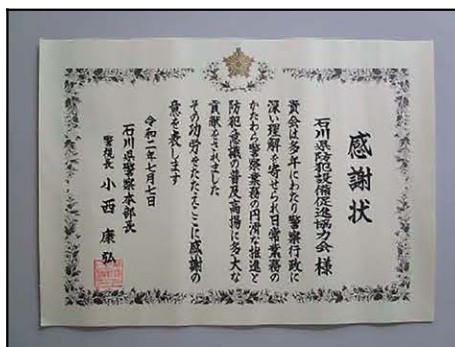 感謝状
石川県防犯設備促進協力会 様
貴会は多年にわたり警察行政に
深い理解を寄せられ日常業務の
かたわら警察業務の円滑な推進と
防犯意識の普及高揚に多大な
貢献をされました
その功労をたたえここに感謝の
意を表します
令和二年七月七日
石川県警察本部長
警視長 小西 康弘